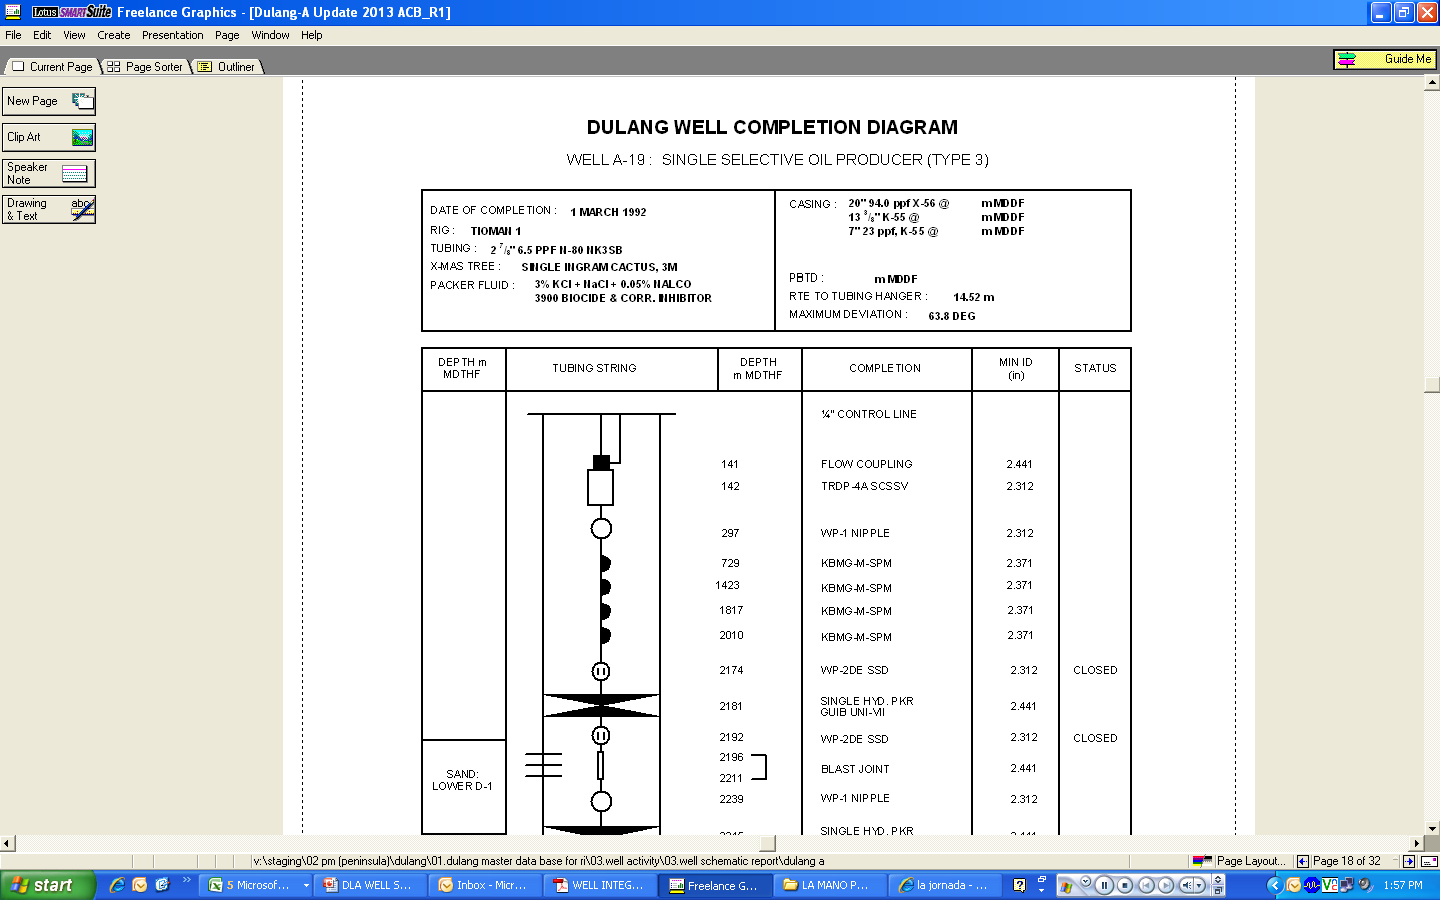 Lotus SMARTSuite Freelance Graphics - [Dulang-A Update 2013 ACB_R1]
File Edit View Create Presentation Page Window Help
Current Page Page Sorter Outliner Guide Me
New Page
Clip Art
Speaker
Note
Drawing
& Text
abc
DULANG WELL COMPLETION DIAGRAM
WELL A-19 : SINGLE SELECTIVE OIL PRODUCER (TYPE 3)
DATE OF COMPLETION : 1 MARCH 1992
RIG : TIOMAN 1
TUBING : 2 7/8" 6.5 PPF N-80 NK3SB
X-MAS TREE : SINGLE INGRAM CACTUS, 3M
PACKER FLUID : 3% KCl + NaCl + 0.05% NALCO
3900 BIOCIDE & CORR. INHIBITOR
CASING : 20" 94.0 ppf X-56 @ m MDDF
13 3/8" K-55 @ m MDDF
7" 23 ppf, K-55 @ m MDDF
PBTD : m MDDF
RTE TO TUBING HANGER : 14.52 m
MAXIMUM DEVIATION : 63.8 DEG
DEPTH m
MDTHF
TUBING STRING
DEPTH
m MDTHF
COMPLETION
MIN ID
(in)
STATUS
¼" CONTROL LINE
141 FLOW COUPLING 2.441
142 TRDP-4A SCSSV 2.312
297 WP-1 NIPPLE 2.312
729 KBMG-M-SPM 2.371
1423 KBMG-M-SPM 2.371
1817 KBMG-M-SPM 2.371
2010 KBMG-M-SPM 2.371
2174 WP-2DE SSD 2.312 CLOSED
2181 SINGLE HYD. PKR
GUIB UNI-VII 2.441
2192 WP-2DE SSD 2.312 CLOSED
2196
BLAST JOINT 2.441
2211
SAND:
LOWER D-1
2239 WP-1 NIPPLE 2.312
SINGLE HYD. PKR
v:\staging\02 pm (peninsula)\dulang\01.dulang master data base for ri\03.well activity\03.well schematic report\dulang a
Page Layout... Page 18 of 32
start 5 Microsof... DLA WELL S... Inbox - Micr... WELL INTEG... Freelance G... LA MANO P... la jornada - ... 1:57 PM